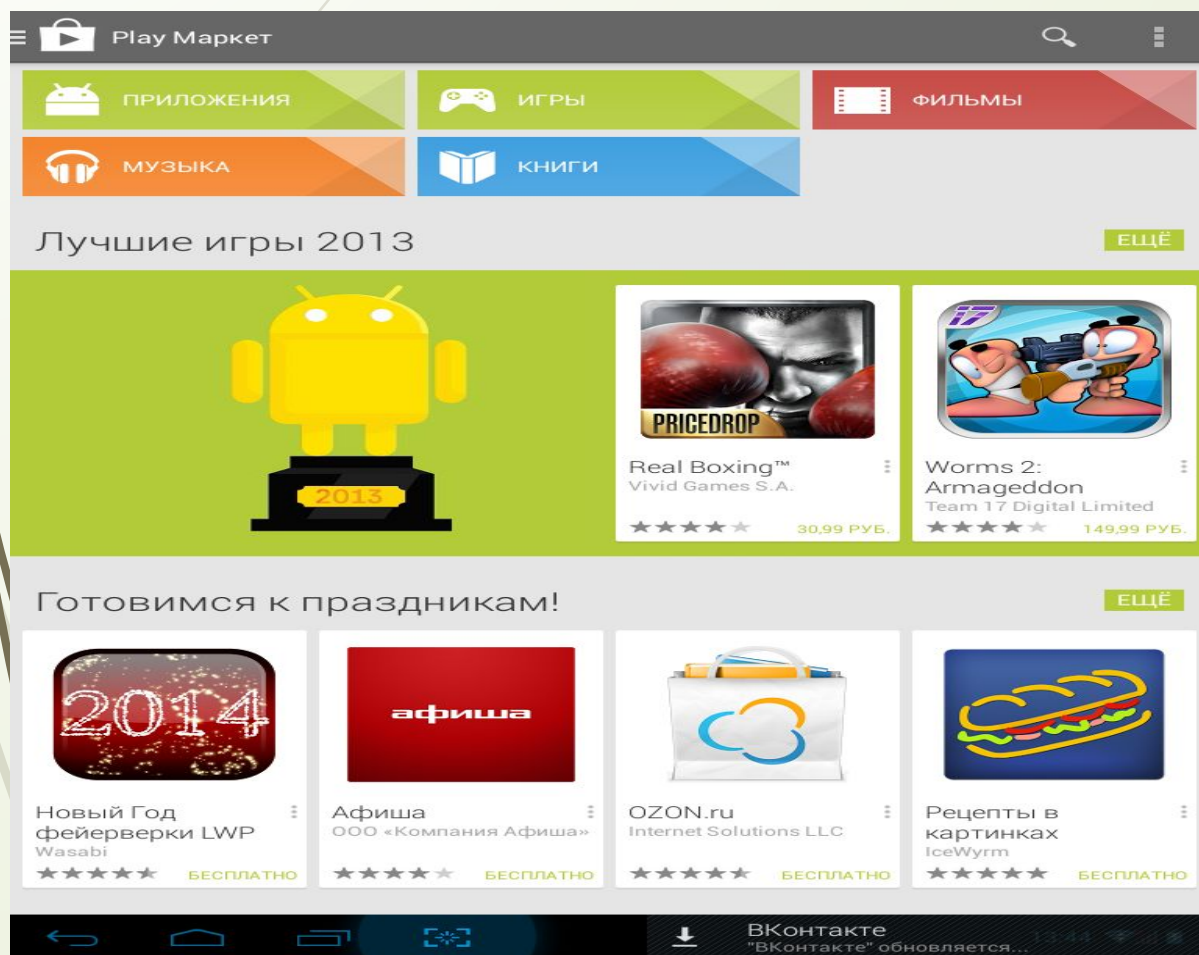 Play Маркет
ПРИЛОЖЕНИЯ
ИГРЫ
ФИЛЬМЫ
МУЗЫКА
КНИГИ
Лучшие игры 2013
ЕЩЁ
2013
17
PRICEDROP
Real Boxing™
Vivid Games S.A.
30,99 РУБ.
Worms 2:
Armageddon
Team 17 Digital Limited
149,99 РУБ.
Готовимся к праздникам!
ЕЩЁ
2014
Новый Год
фейерверки LWP
Wasabi
БЕСПЛАТНО
афиша
Афиша
ООО «Компания Афиша»
БЕСПЛАТНО
OZON.ru
Internet Solutions LLC
БЕСПЛАТНО
Рецепты в
картинках
IceWyrm
БЕСПЛАТНО
ВКонтакте
"ВКонтакте" обновляется...
13:44